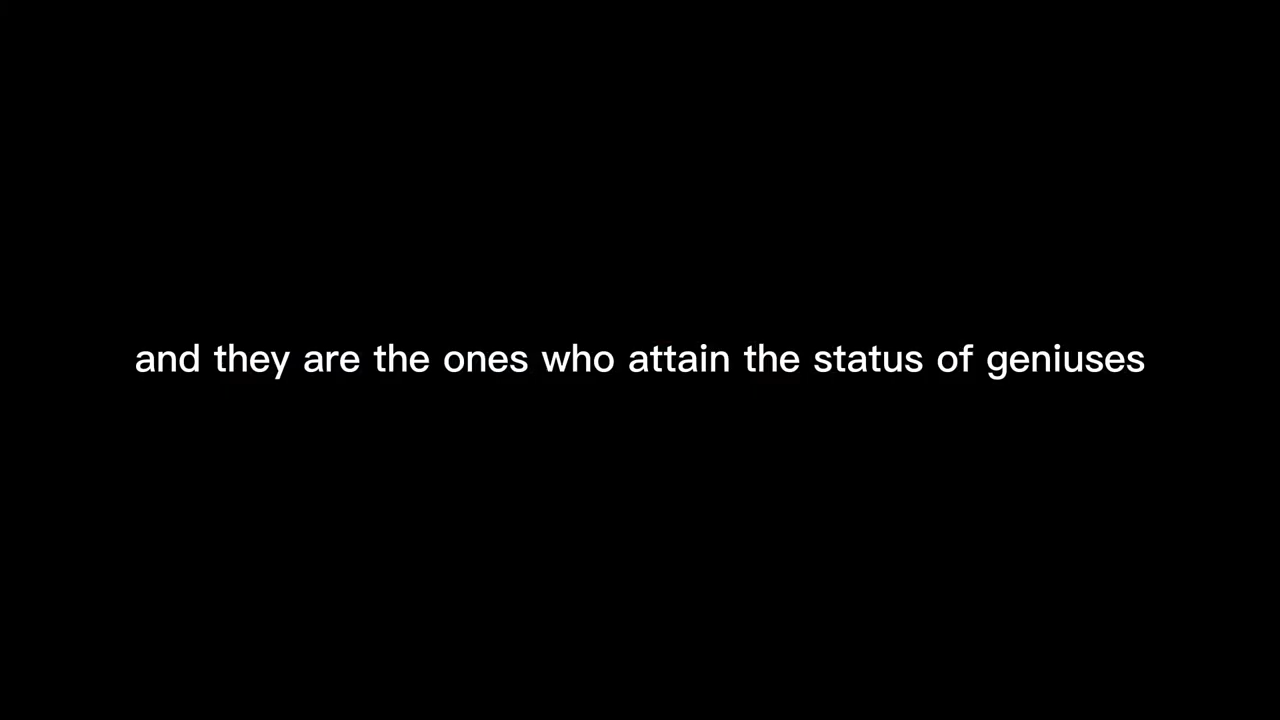 and they are the ones who attain the status of geniuses